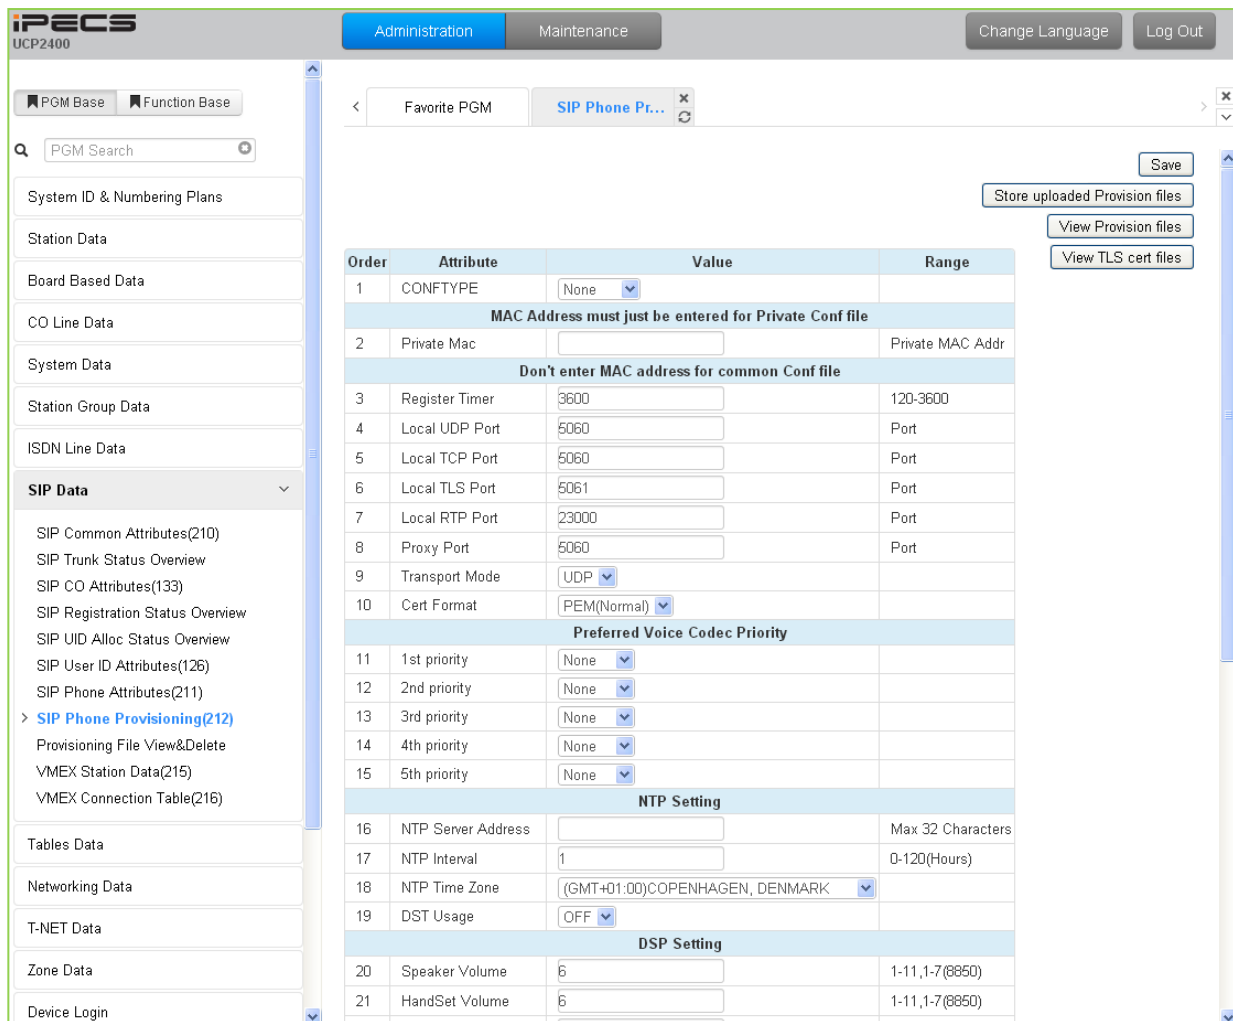 iPECS
UCP2400
Administration
Maintenance
Change Language
Log Out
PGM Base
Function Base
PGM Search
System ID & Numbering Plans
Station Data
Board Based Data
CO Line Data
System Data
Station Group Data
ISDN Line Data
SIP Data
SIP Common Attributes(210)
SIP Trunk Status Overview
SIP CO Attributes(133)
SIP Registration Status Overview
SIP UID Alloc Status Overview
SIP User ID Attributes(126)
SIP Phone Attributes(211)
SIP Phone Provisioning(212)
Provisioning File View&Delete
VMEX Station Data(215)
VMEX Connection Table(216)
Tables Data
Networking Data
T-NET Data
Zone Data
Device Login
Favorite PGM
SIP Phone Pr...
Save
Store uploaded Provision files
View Provision files
View TLS cert files
Order Attribute Value Range
1 CONFTYPE None
MAC Address must just be entered for Private Conf file
2 Private Mac Private MAC Addr
Don't enter MAC address for common Conf file
3 Register Timer 3600 120-3600
4 Local UDP Port 5060 Port
5 Local TCP Port 5060 Port
6 Local TLS Port 5061 Port
7 Local RTP Port 23000 Port
8 Proxy Port 5060 Port
9 Transport Mode UDP
10 Cert Format PEM(Normal)
Preferred Voice Codec Priority
11 1st priority None
12 2nd priority None
13 3rd priority None
14 4th priority None
15 5th priority None
NTP Setting
16 NTP Server Address Max 32 Characters
17 NTP Interval 1 0-120(Hours)
18 NTP Time Zone (GMT+01:00)COPENHAGEN, DENMARK
19 DST Usage OFF
DSP Setting
20 Speaker Volume 6 1-11,1-7(8850)
21 HandSet Volume 6 1-11,1-7(8850)